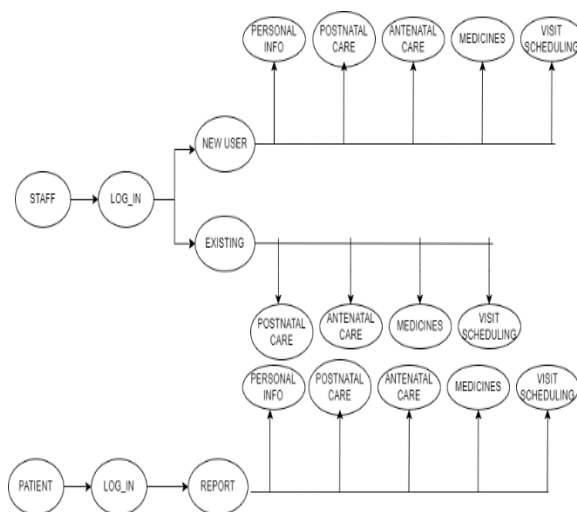 PERSONAL
INFO
POSTNATAL
CARE
ANTENATAL
CARE
MEDICINES
VISIT
SCHEDULING
NEW USER
STAFF
LOG_IN
EXISTING
POSTNATAL
CARE
ANTENATAL
CARE
MEDICINES
VISIT
SCHEDULING
PERSONAL
INFO
POSTNATAL
CARE
ANTENATAL
CARE
MEDICINES
VISIT
SCHEDULING
PATIENT
LOG_IN
REPORT